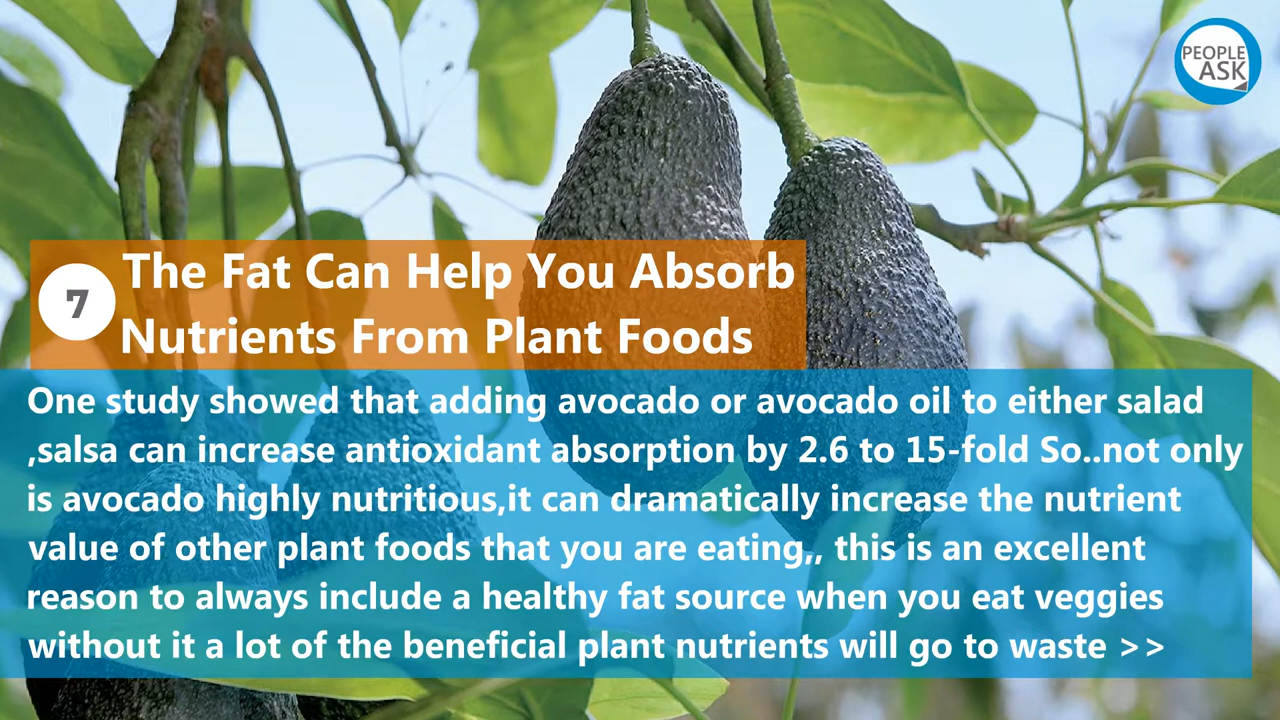 PEOPLE
ASK
7
The Fat Can Help You Absorb
Nutrients From Plant Foods
One study showed that adding avocado or avocado oil to either salad
,salsa can increase antioxidant absorption by 2.6 to 15-fold So..not only
is avocado highly nutritious,it can dramatically increase the nutrient
value of other plant foods that you are eating,, this is an excellent
reason to always include a healthy fat source when you eat veggies
without it a lot of the beneficial plant nutrients will go to waste >>